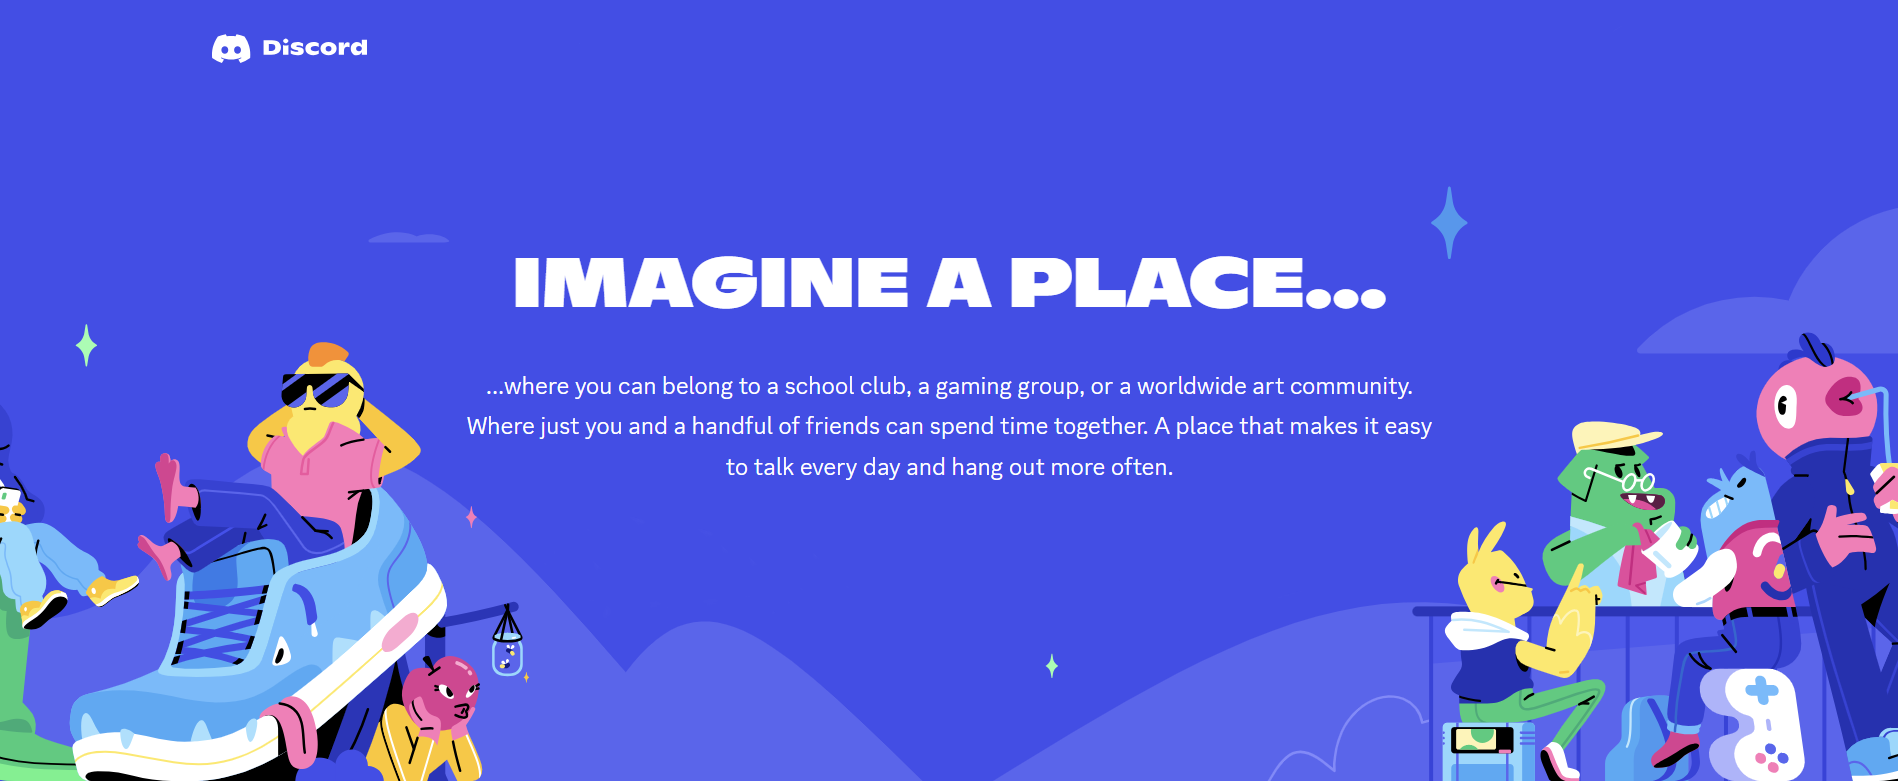 Discord
IMAGINE A PLACE...
...where you can belong to a school club, a gaming group, or a worldwide art community.
Where just you and a handful of friends can spend time together. A place that makes it easy
to talk every day and hang out more often.